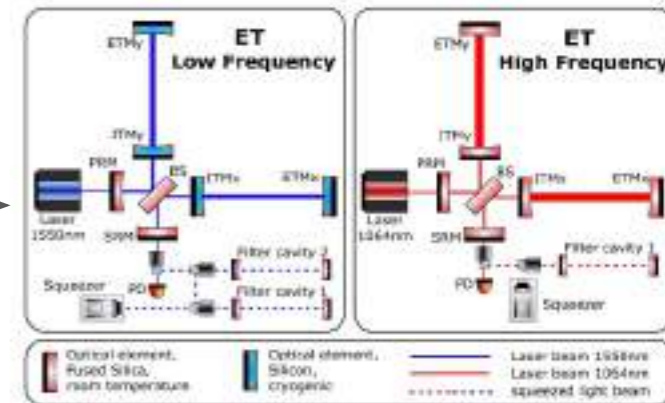 ET
Low Frequency
ETMy
ITMy
PRM
BS
ITMx
ETMx
Laser
1550nm
SRM
Filter cavity 2
PD
Squeezer
Filter cavity 1
ET
High Frequency
ETMy
ITMy
PRM
BS
ITMx
ETMx
Laser
1064nm
SRM
Filter cavity 1
PD
Squeezer
Optical element,
Fused Silica,
room temperature
Optical element,
Silicon,
cryogenic
Laser beam 1550nm
Laser beam 1064nm
squeezed light beam